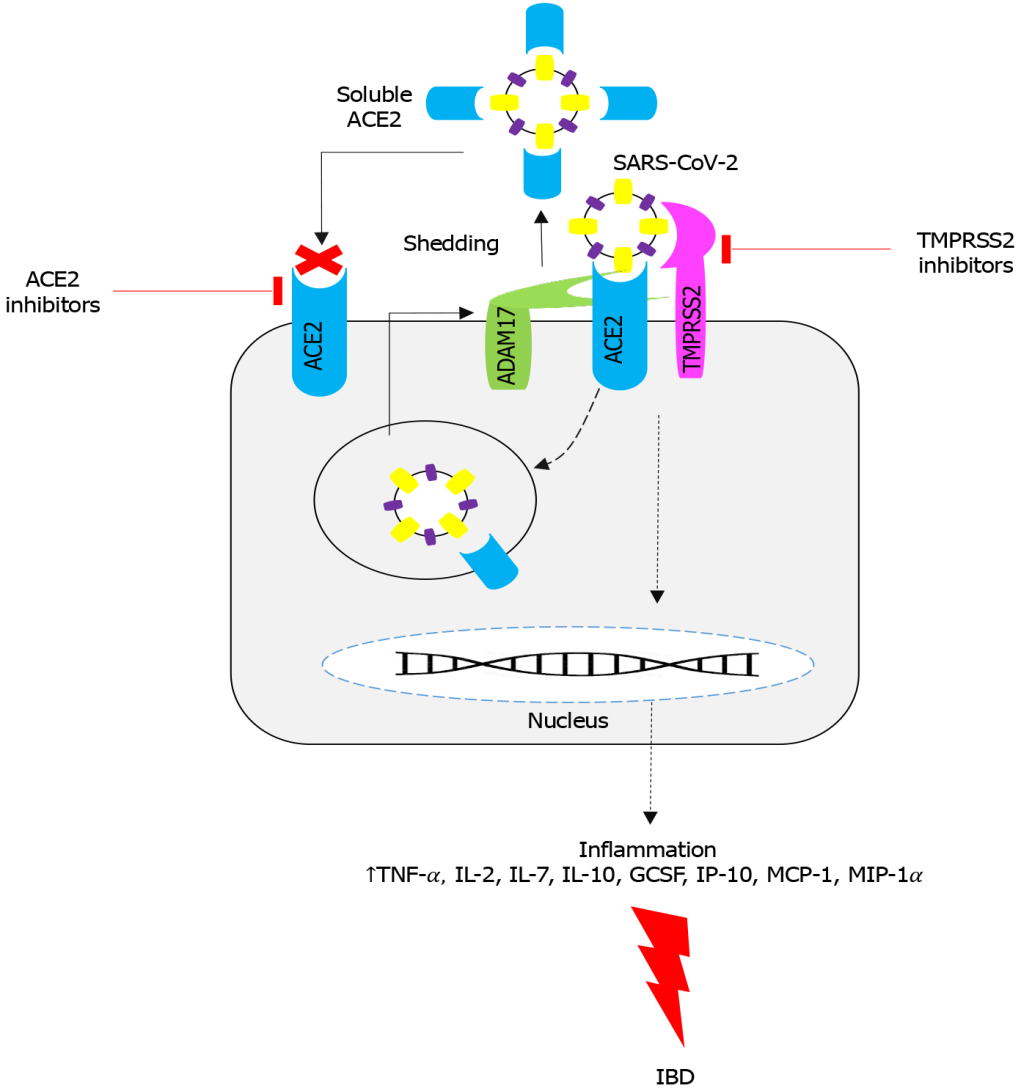 Soluble
ACE2
SARS-CoV-2
Shedding
TMPRSS2
inhibitors
ACE2
inhibitors
ACE2
ADAM17
ACE2
TMPRSS2
Nucleus
Inflammation
↑TNF-α, IL-2, IL-7, IL-10, GCSF, IP-10, MCP-1, MIP-1α
IBD